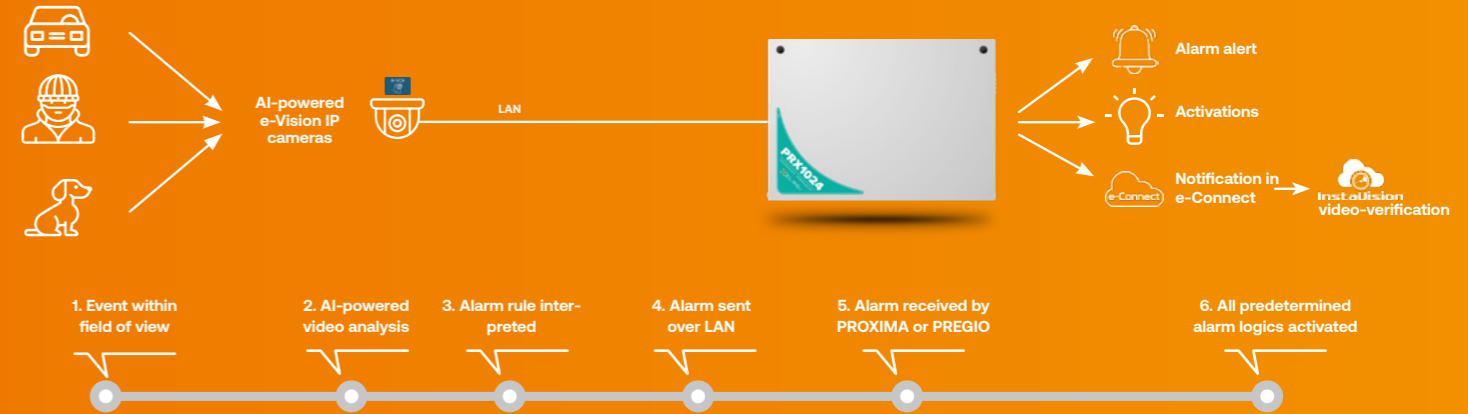 AI-powered
e-Vision IP
cameras
LAN
PRX1024
Alarm alert
Activations
e-Connect
Notification in
e-Connect
InstaVision
video-verification
1. Event within
field of view
2. AI-powered
video analysis
3. Alarm rule inter-
preted
4. Alarm sent
over LAN
5. Alarm received by
PROXIMA or PREGIO
6. All predetermined
alarm logics activated